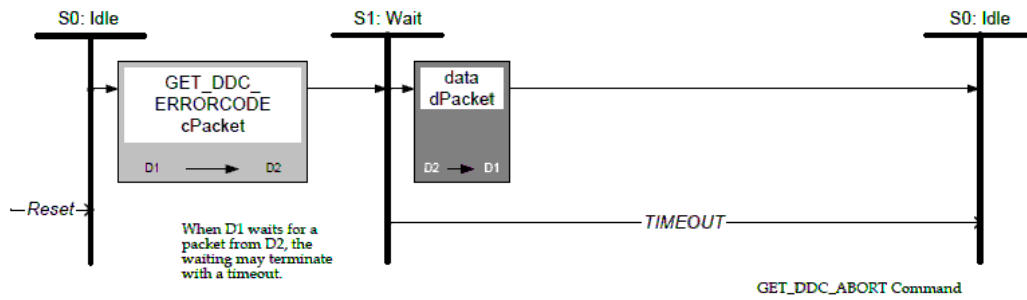 S0: Idle
S1: Wait
S0: Idle
GET_DDC_
ERRORCODE
cPacket
D1
D2
data
dPacket
D2
D1
Reset
When D1 waits for a
packet from D2, the
waiting may terminate
with a timeout.
TIMEOUT
GET_DDC_ABORT Command